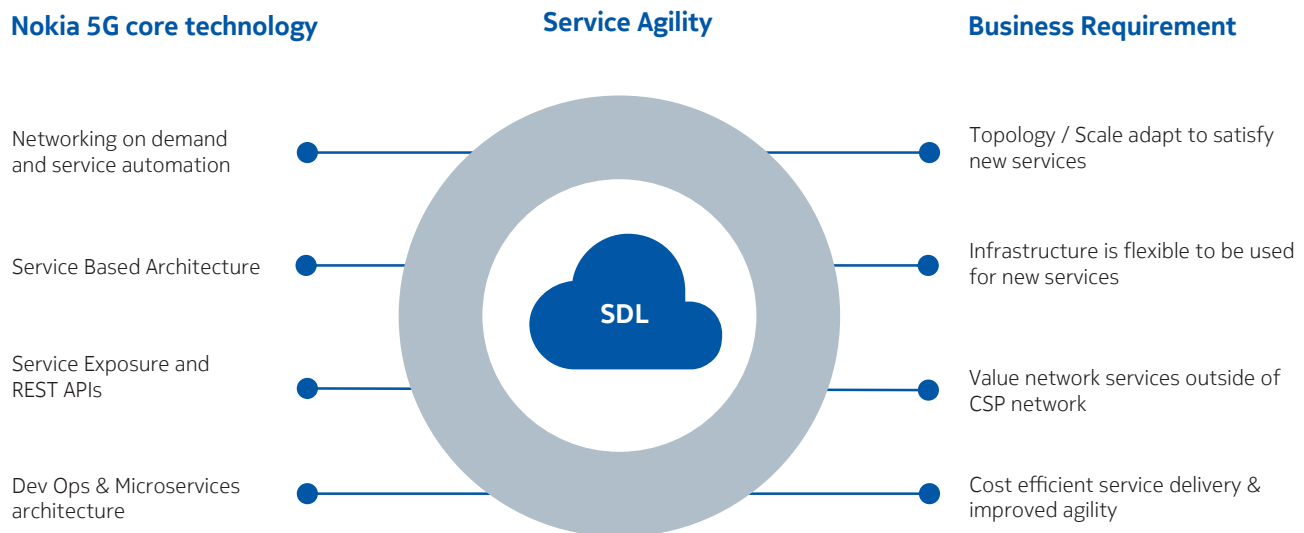 Nokia 5G core technology
Service Agility
Business Requirement
Networking on demand
and service automation
Topology / Scale adapt to satisfy
new services
Service Based Architecture
Infrastructure is flexible to be used
for new services
SDL
Service Exposure and
REST APIs
Value network services outside of
CSP network
Dev Ops & Microservices
architecture
Cost efficient service delivery &
improved agility